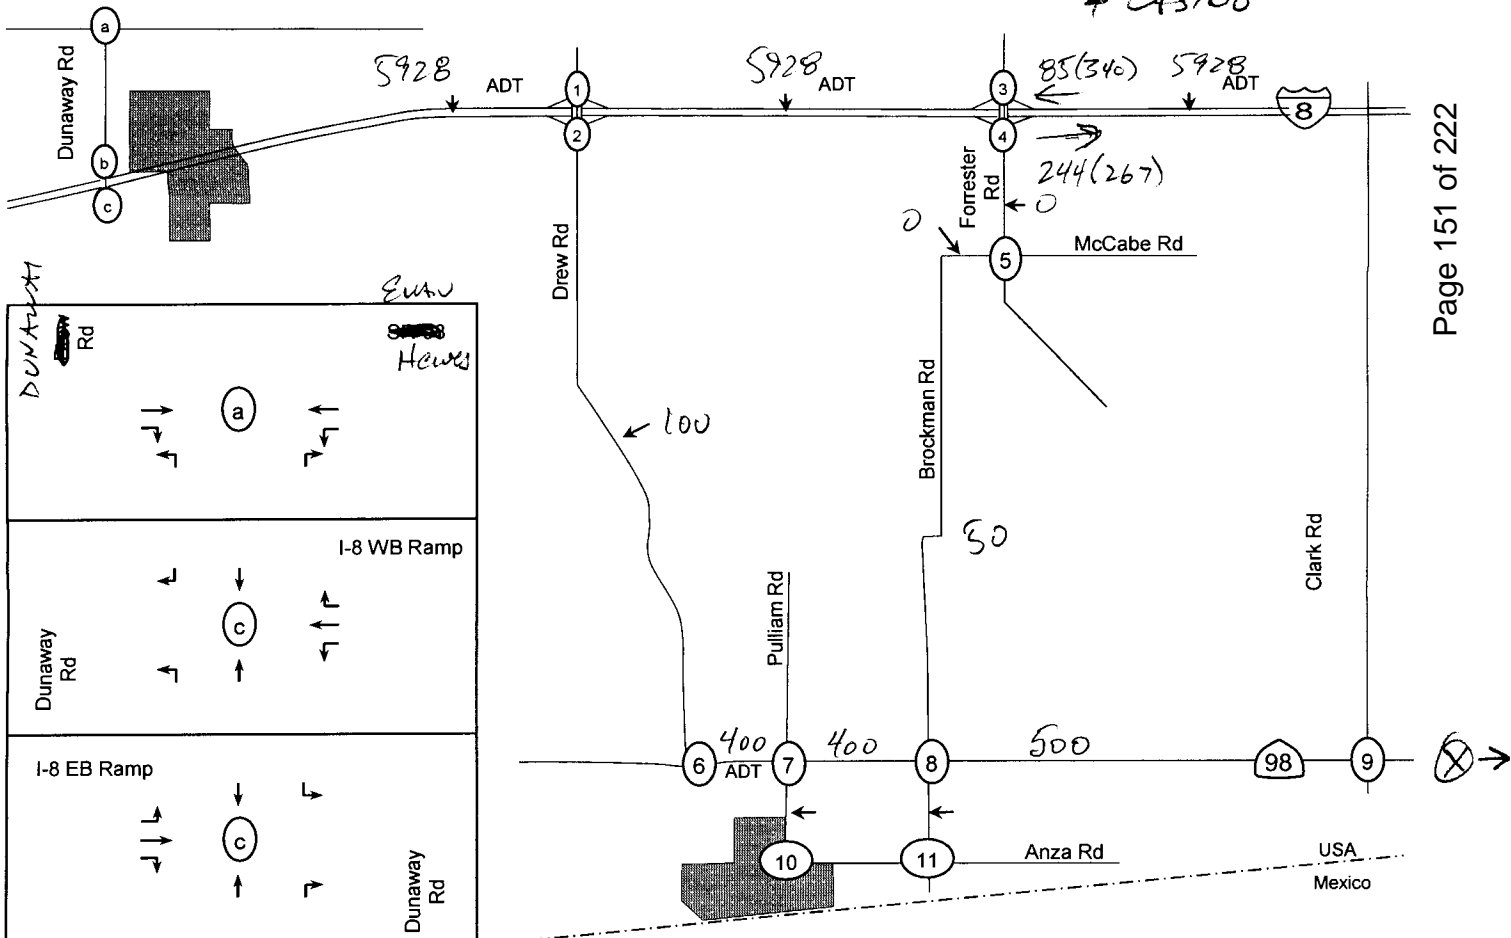 a
Dunaway Rd
b
c
5928
ADT
1
2
5928
ADT
3
4
85(340)
5928
ADT
8
244(267)
Forrester
Rd
0
0
5
McCabe Rd
Drew Rd
100
Brockman Rd
50
Clark Rd
Pulliam Rd
6
400
ADT
7
400
8
500
98
9
X
10
11
Anza Rd
USA
Mexico
Page 151 of 222
Rd
Hewes
a
I-8 WB Ramp
c
Dunaway
Rd
I-8 EB Ramp
c
Dunaway
Rd